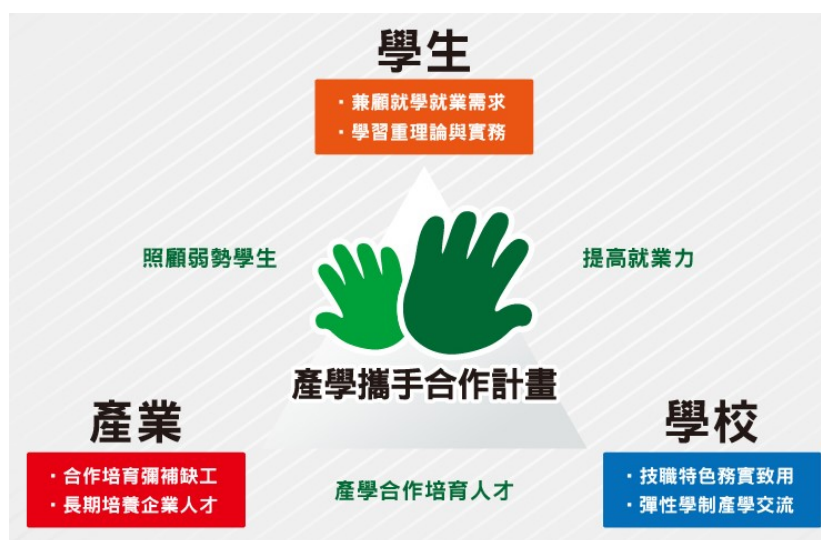 學生
・兼顧就學就業需求
・學習重理論與實務
照顧弱勢學生
提高就業力
產學攜手合作計畫
產業
・合作培育彌補缺工
・長期培養企業人才
學校
・技職特色務實致用
・彈性學制產學交流
產學合作培育人才